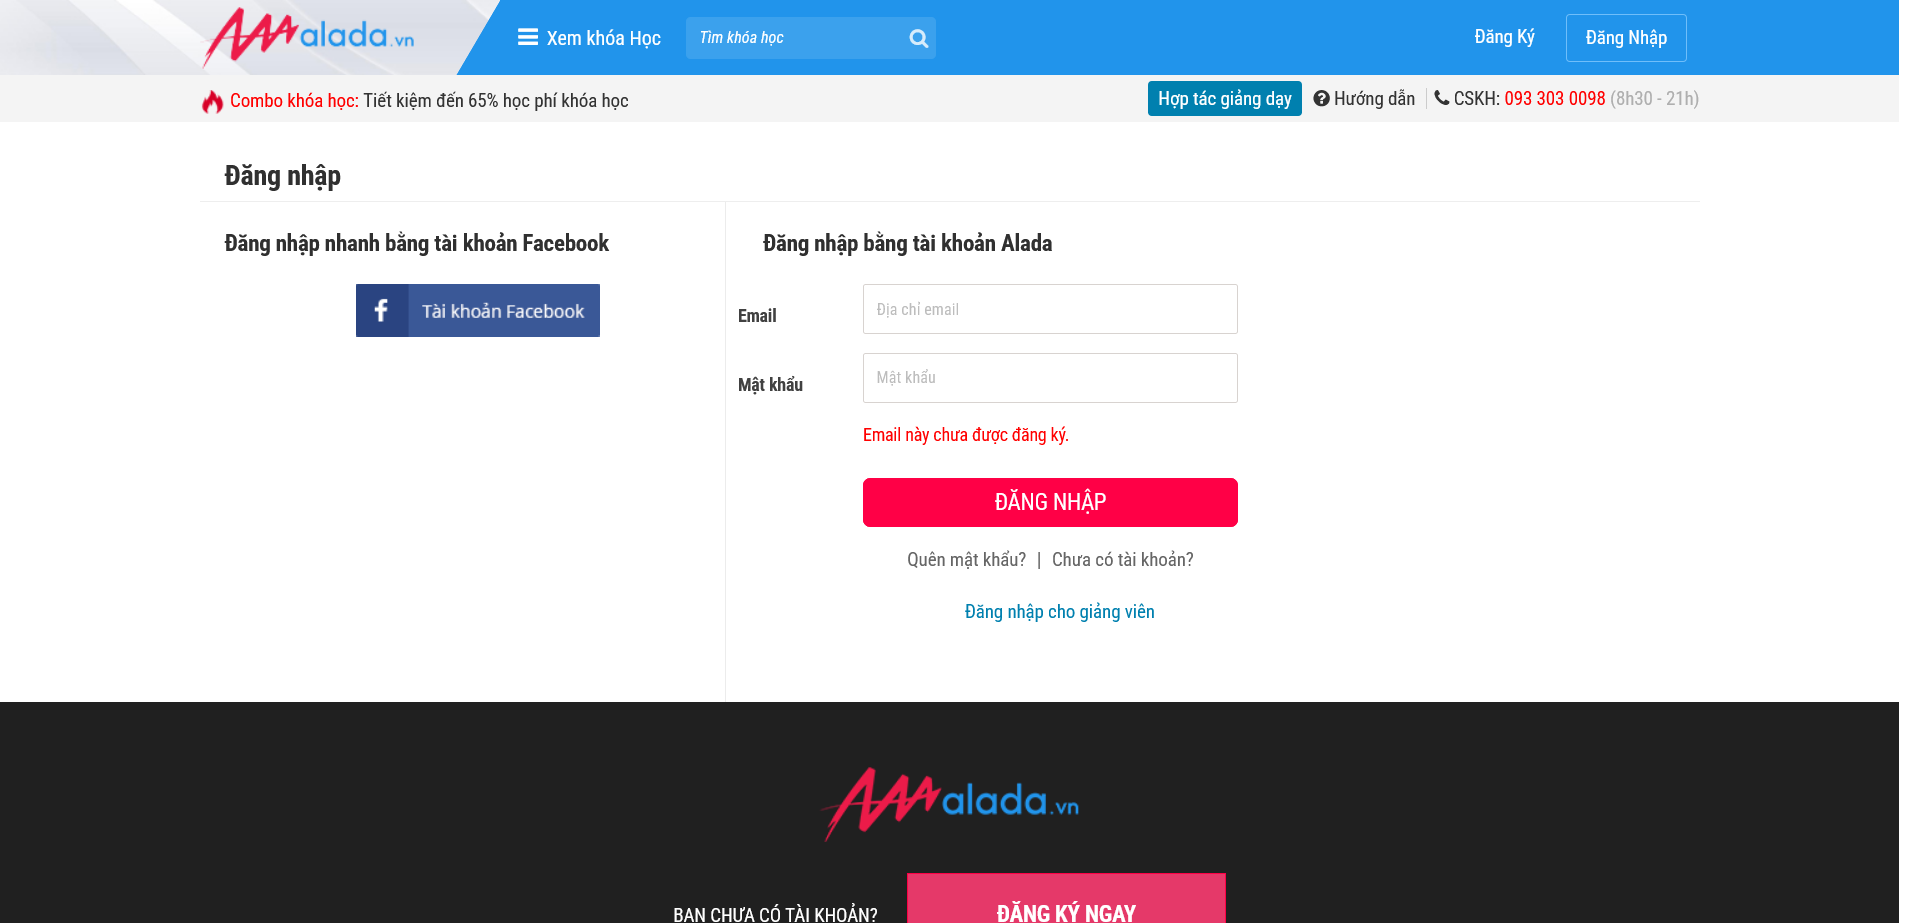 alada.vn
Xem khóa Học
Tìm khóa học
Đăng Ký
Đăng Nhập
Combo khóa học: Tiết kiệm đến 65% học phí khóa học
Hợp tác giảng dạy
Hướng dẫn
CSKH: 093 303 0098 (8h30 - 21h)
Đăng nhập
Đăng nhập nhanh bằng tài khoản Facebook
Tài khoản Facebook
Đăng nhập bằng tài khoản Alada
Email
Địa chỉ email
Mật khẩu
Mật khẩu
Email này chưa được đăng ký.
ĐĂNG NHẬP
Quên mật khẩu? | Chưa có tài khoản?
Đăng nhập cho giảng viên
alada.vn
BẠN CHƯA CÓ TÀI KHOẢN?
ĐĂNG KÝ NGAY